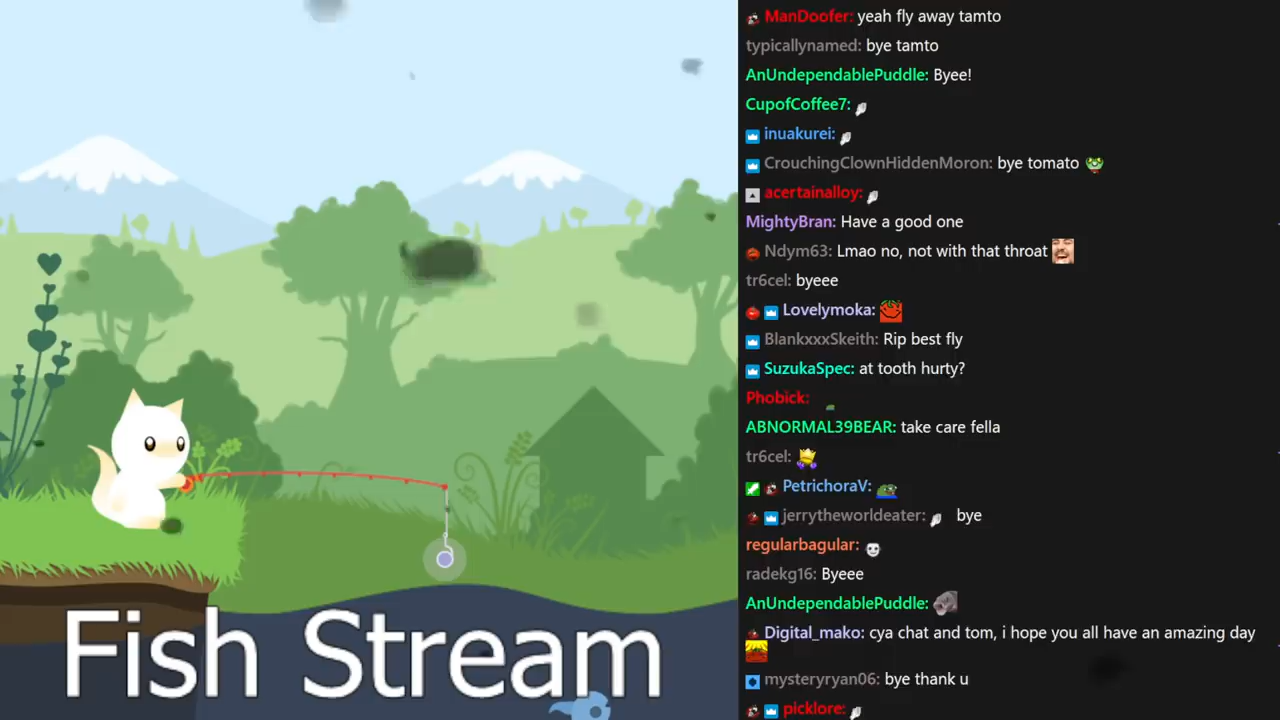 ManDoofer: yeah fly away tamto
typicallynamed: bye tamto
AnUndependablePuddle: Byee!
CupofCoffee7:
inuakurei:
CrouchingClownHiddenMoron: bye tomato
acertainalloy:
MightyBran: Have a good one
Ndym63: Lmao no, not with that throat
tr6cel: byeee
Lovelymoka:
BlankxxxSkeith: Rip best fly
SuzukaSpec: at tooth hurty?
Phobick:
ABNORMAL39BEAR: take care fella
tr6cel:
PetrichoraV:
jerrytheworldeater: bye
regularbagular:
radekg16: Byeee
AnUndependablePuddle:
Digital_mako: cya chat and tom, i hope you all have an amazing day
mysteryryan06: bye thank u
picklore:
Fish Stream